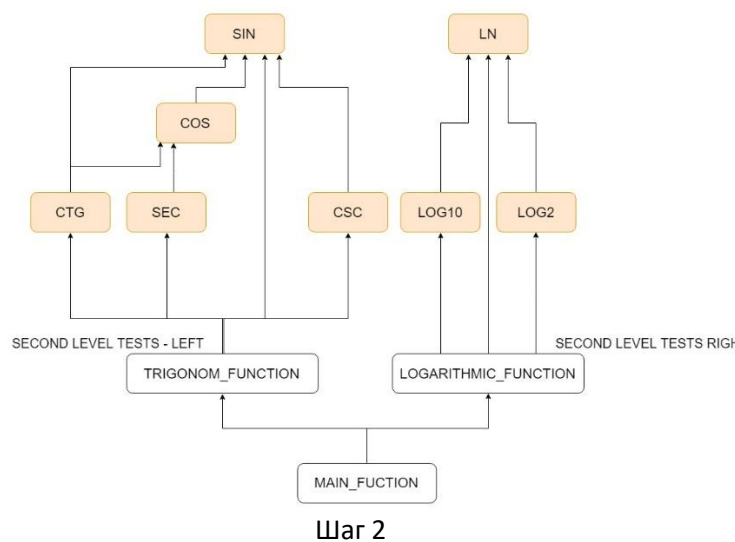 SIN
LN
COS
CTG
SEC
CSC
LOG10
LOG2
SECOND LEVEL TESTS - LEFT
SECOND LEVEL TESTS RIGH
TRIGONOM_FUNCTION
LOGARITHMIC_FUNCTION
MAIN_FUCTION
Шаг 2